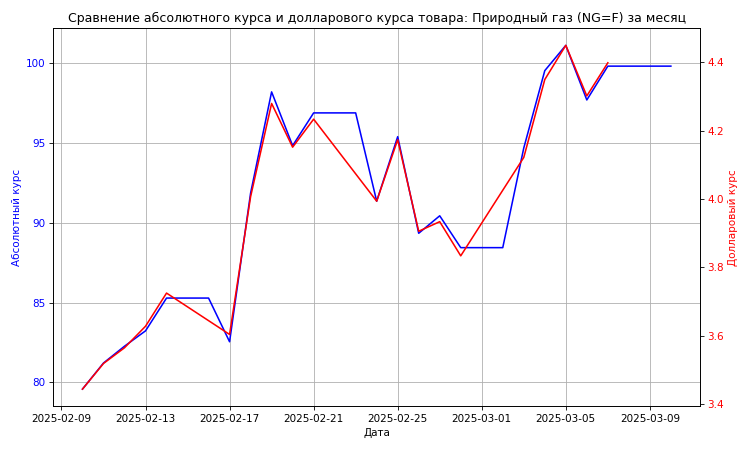 Сравнение абсолютного курса и долларового курса товара: Природный газ (NG=F) за месяц
Абсолютный курс
100
95
90
85
80
4.4
4.2
4.0
3.8
3.6
3.4
Долларовый курс
2025-02-09 2025-02-13 2025-02-17 2025-02-21 2025-02-25 2025-03-01 2025-03-05 2025-03-09
Дата